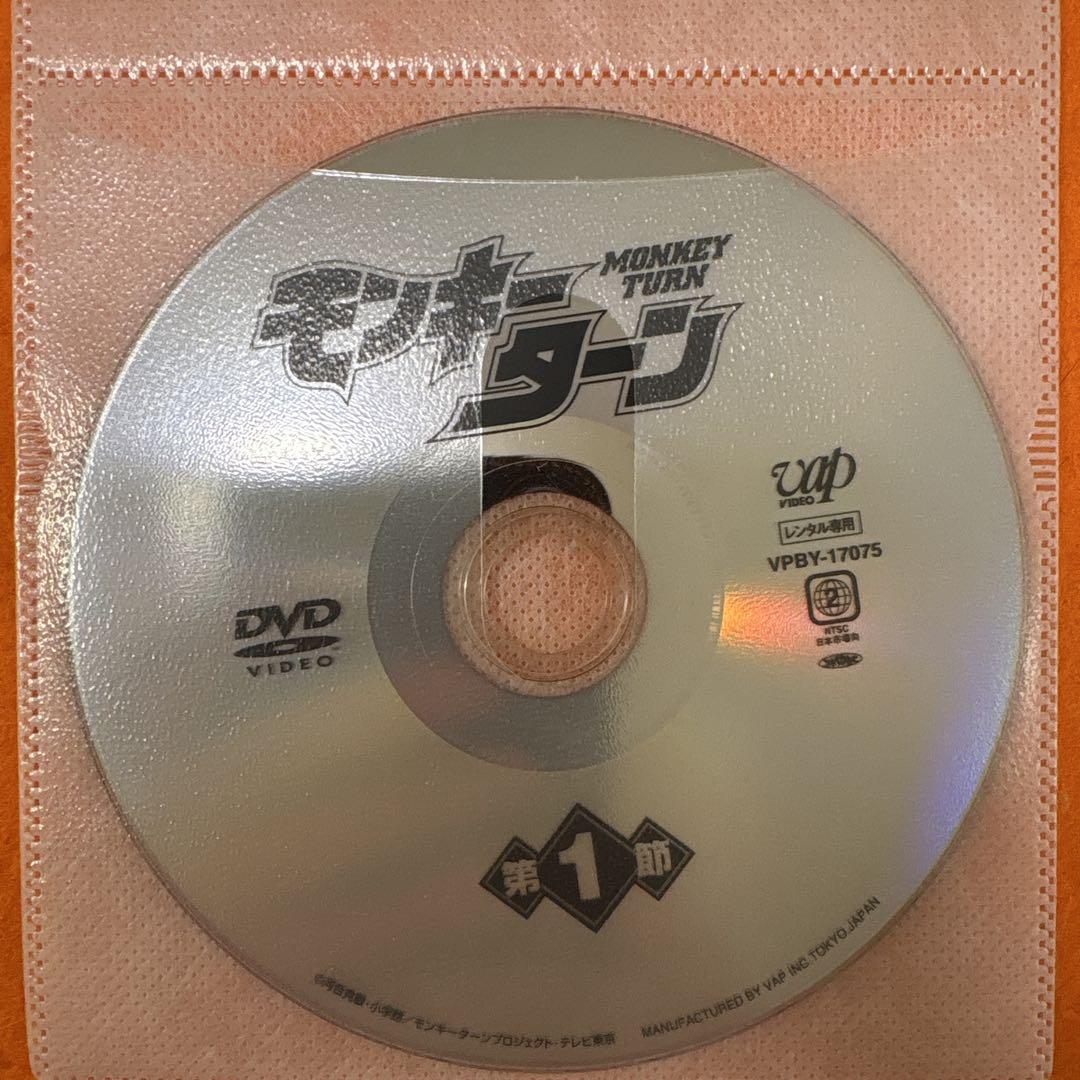 モンキー
MONKEY
TURN
ターン
vap
VIDEO
レンタル専用
VPBY-17075
2
NTSC
日本市場向
DVD
VIDEO
第1節
©河合克敏・小学館／モンキーターンプロジェクト・テレビ東京
MANUFACTURED BY VAP INC TOKYO JAPAN